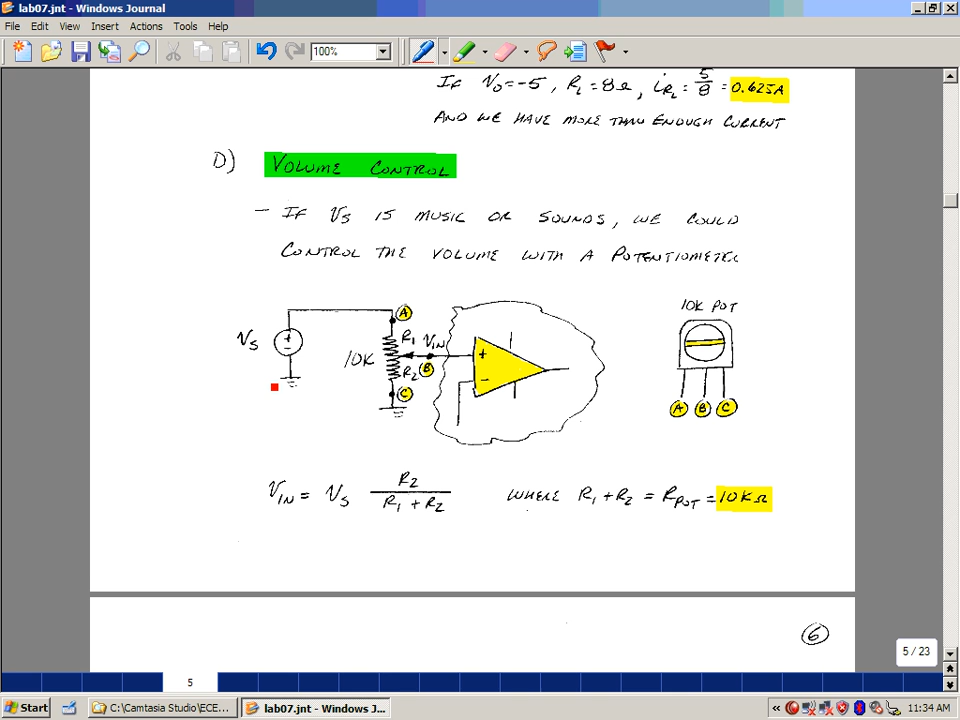 lab07.jnt - Windows Journal
File Edit View Insert Actions Tools Help
100%
IF V₀ = -5, R_L = 8Ω, i_R_L = 5/8 = 0.625A
AND WE HAVE MORE THAN ENOUGH CURRENT
D) VOLUME CONTROL
- IF Vs IS MUSIC OR SOUNDS, WE COULD
CONTROL THE VOLUME WITH A POTENTIOMETER
A
10K POT
Vs
+
-
10K
R1
VIN
R2
B
C
+
-
A B C
VIN = Vs R2 / (R1 + R2) WHERE R1 + R2 = RPOT = 10KΩ
6
5 / 23
5
Start C:\Camtasia Studio\ECE... lab07.jnt - Windows J... « 11:34 AM